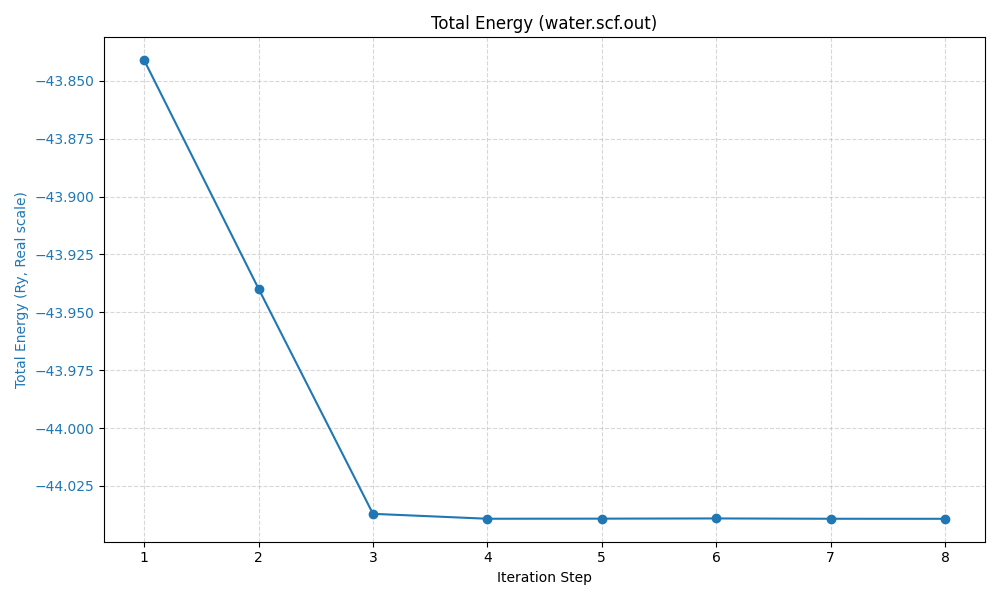 Total Energy (water.scf.out)
Total Energy (Ry, Real scale)
−43.850
−43.875
−43.900
−43.925
−43.950
−43.975
−44.000
−44.025
1 2 3 4 5 6 7 8
Iteration Step